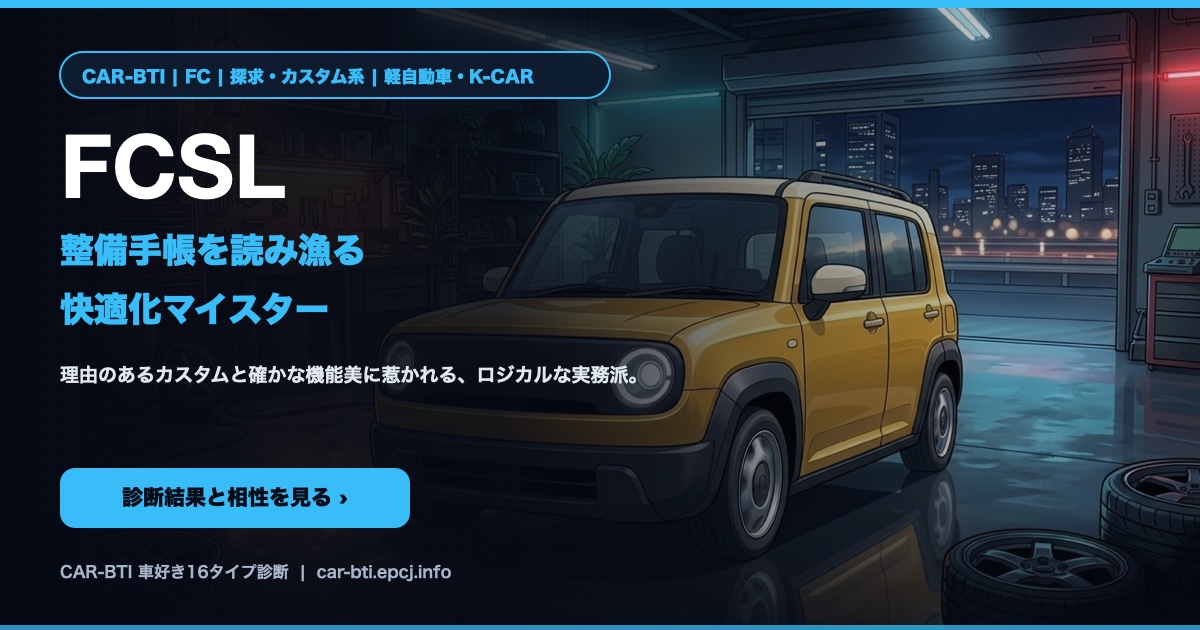 CAR-BTI | FC | 探求・カスタム系 | 軽自動車・K-CAR
FCSL
整備手帳を読み漁る
快適化マイスター
理由のあるカスタムと確かな機能美に惹かれる、ロジカルな実務派。
診断結果と相性を見る ›
CAR-BTI 車好き16タイプ診断 | car-bti.epcj.info